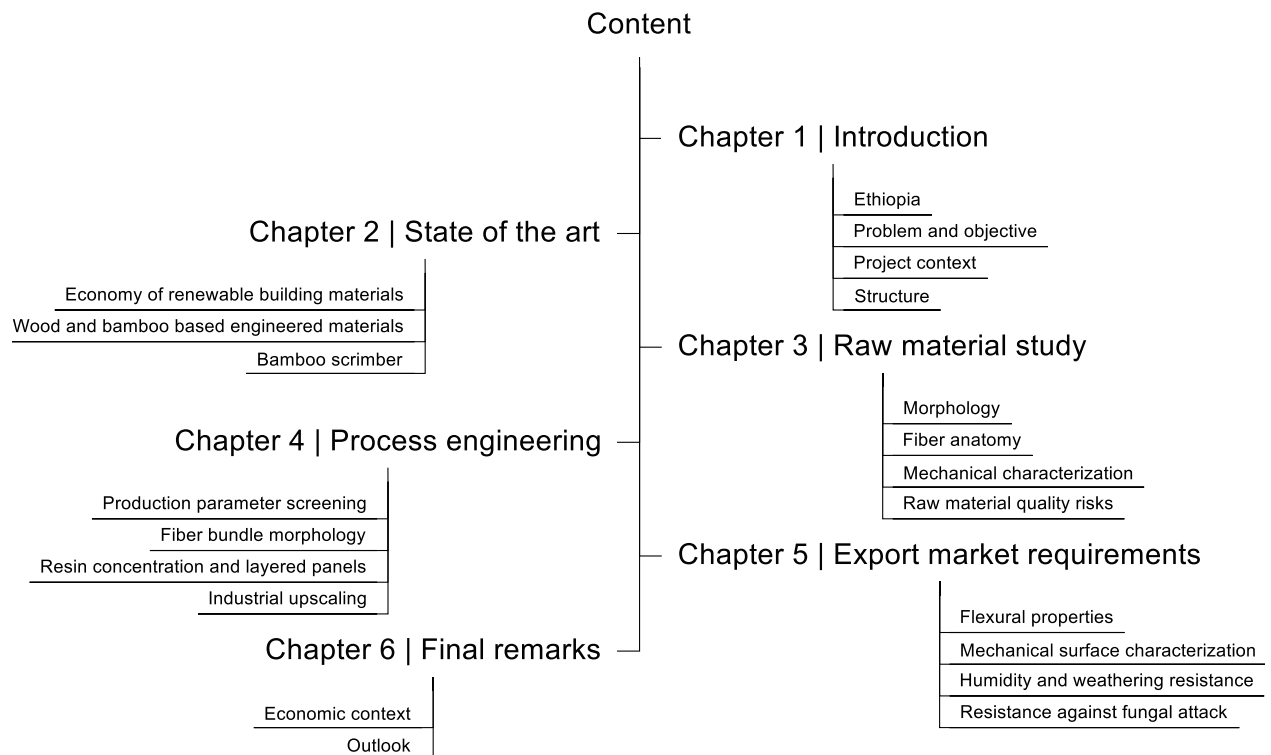 Content
Chapter 1 | Introduction
Ethiopia
Problem and objective
Project context
Structure
Chapter 2 | State of the art
Economy of renewable building materials
Wood and bamboo based engineered materials
Bamboo scrimber
Chapter 3 | Raw material study
Morphology
Fiber anatomy
Mechanical characterization
Raw material quality risks
Chapter 4 | Process engineering
Production parameter screening
Fiber bundle morphology
Resin concentration and layered panels
Industrial upscaling
Chapter 5 | Export market requirements
Flexural properties
Mechanical surface characterization
Humidity and weathering resistance
Resistance against fungal attack
Chapter 6 | Final remarks
Economic context
Outlook